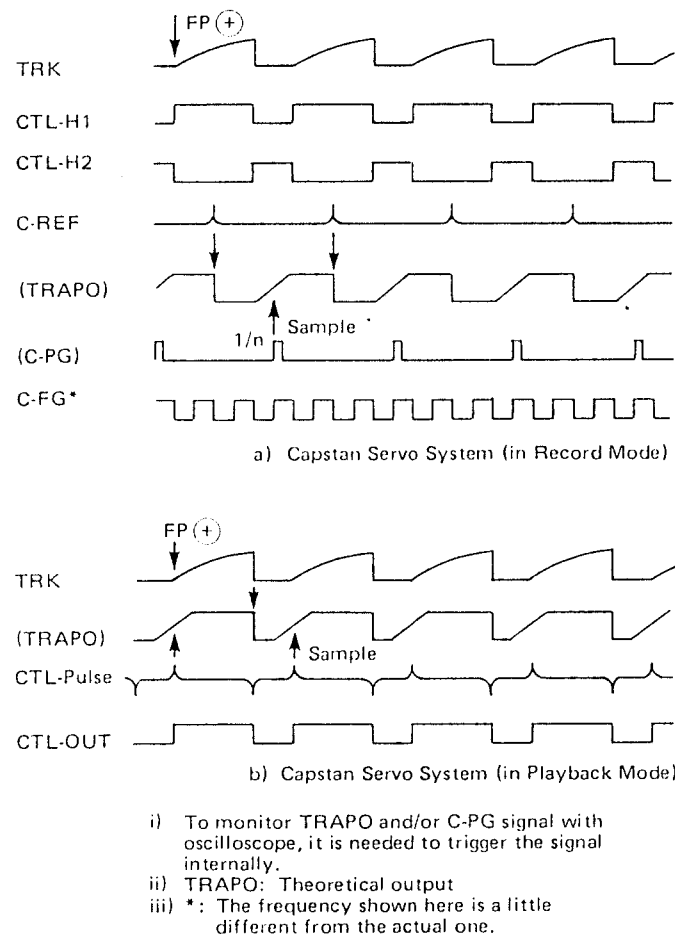 FP +
TRK
CTL-H1
CTL-H2
C-REF
(TRAPO)
Sample
1/n
(C-PG)
C-FG*
a) Capstan Servo System (in Record Mode)
FP +
TRK
(TRAPO)
Sample
CTL-Pulse
CTL-OUT
b) Capstan Servo System (in Playback Mode)
i) To monitor TRAPO and/or C-PG signal with
oscilloscope, it is needed to trigger the signal
internally.
ii) TRAPO: Theoretical output
iii) *: The frequency shown here is a little
different from the actual one.